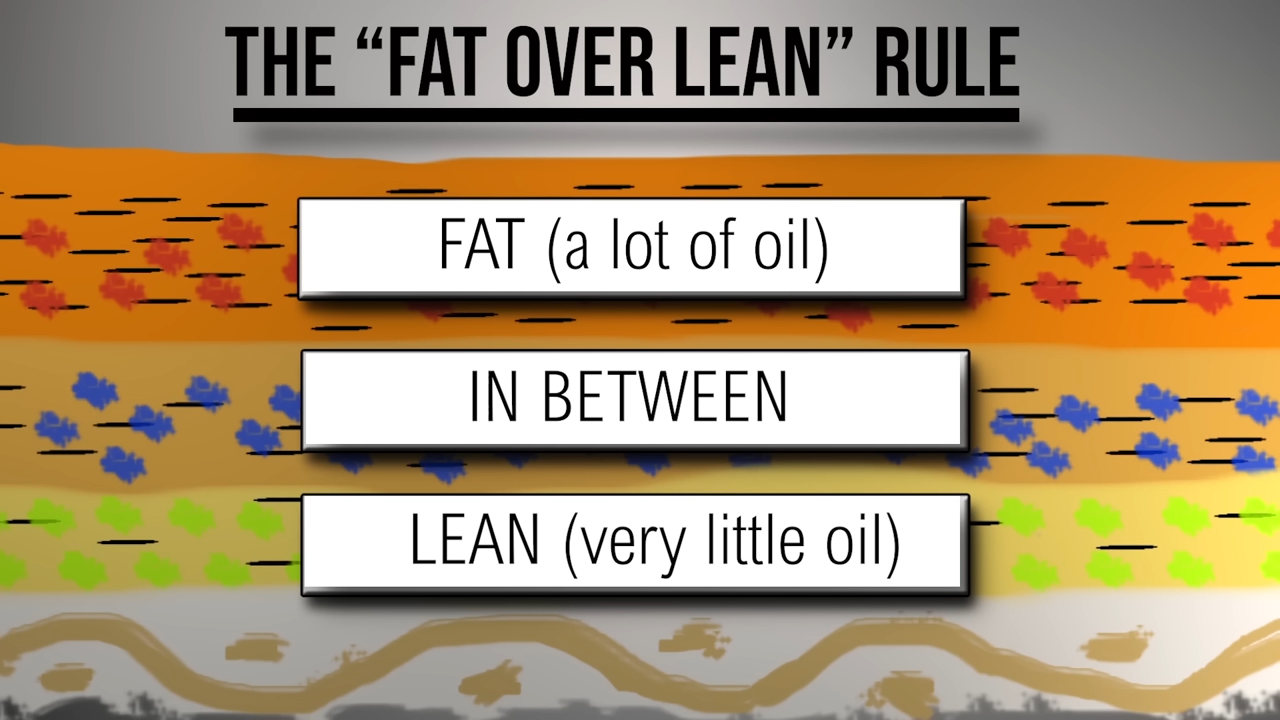 THE “FAT OVER LEAN” RULE
FAT (a lot of oil)
IN BETWEEN
LEAN (very little oil)